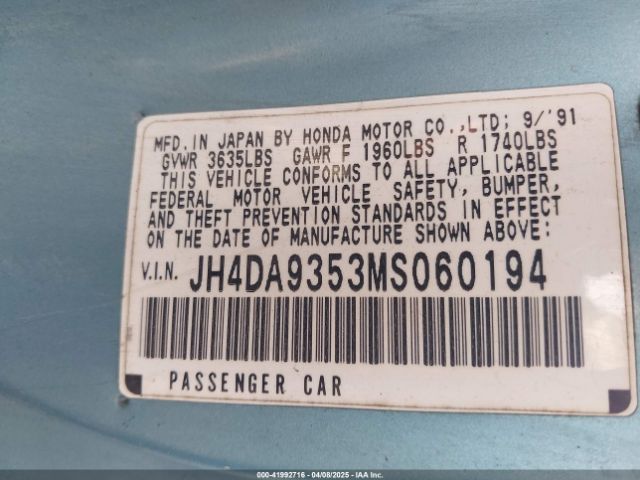 MFD. IN JAPAN BY HONDA MOTOR CO.,LTD; 9/'91
GVWR 3635LBS GAWR F 1960LBS R 1740LBS
THIS VEHICLE CONFORMS TO ALL APPLICABLE
FEDERAL MOTOR VEHICLE SAFETY, BUMPER,
AND THEFT PREVENTION STANDARDS IN EFFECT
ON THE DATE OF MANUFACTURE SHOWN ABOVE:
V.I.N. JH4DA9353MS060194
PASSENGER CAR
000-41992716 | 04/08/2025 - iaai.com